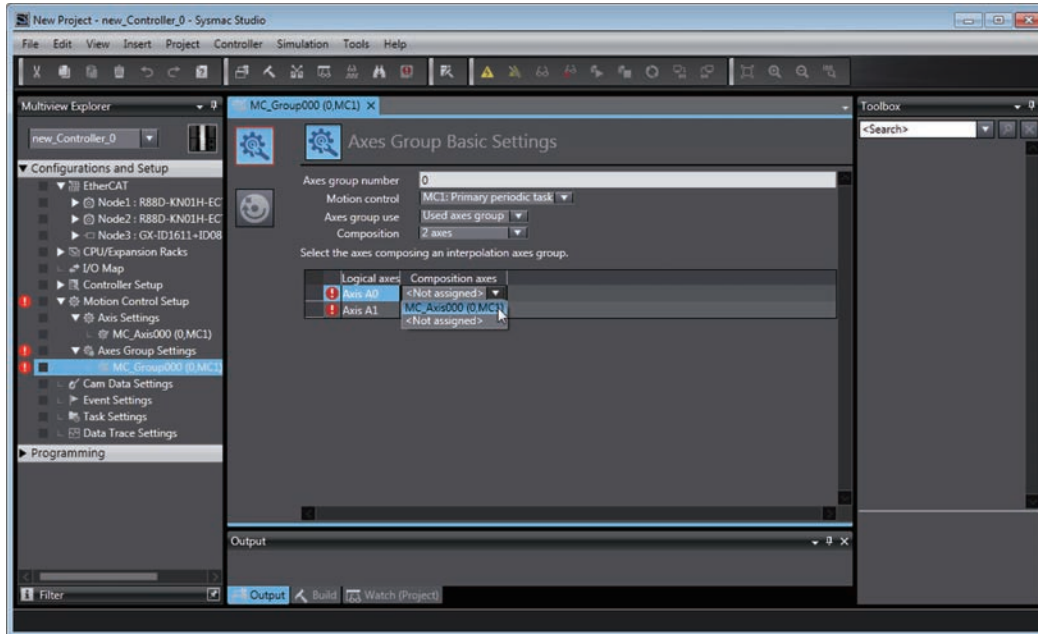 New Project - new_Controller_0 - Sysmac Studio
File Edit View Insert Project Controller Simulation Tools Help
Multiview Explorer
new_Controller_0
Configurations and Setup
EtherCAT
Node1 : R88D-KN01H-EC
Node2 : R88D-KN01H-EC
Node3 : GX-ID1611+ID08
CPU/Expansion Racks
I/O Map
Controller Setup
Motion Control Setup
Axis Settings
MC_Axis000 (0,MC1)
Axes Group Settings
MC_Group000 (0,MC1)
Cam Data Settings
Event Settings
Task Settings
Data Trace Settings
Programming
Filter
MC_Group000 (0,MC1)
Axes Group Basic Settings
Axes group number 0
Motion control MC1: Primary periodic task
Axes group use Used axes group
Composition 2 axes
Select the axes composing an interpolation axes group.
Logical axes Composition axes
Axis A0 <Not assigned>
Axis A1 MC_Axis000 (0,MC1)
<Not assigned>
Output
Output Build Watch (Project)
Toolbox
<Search>